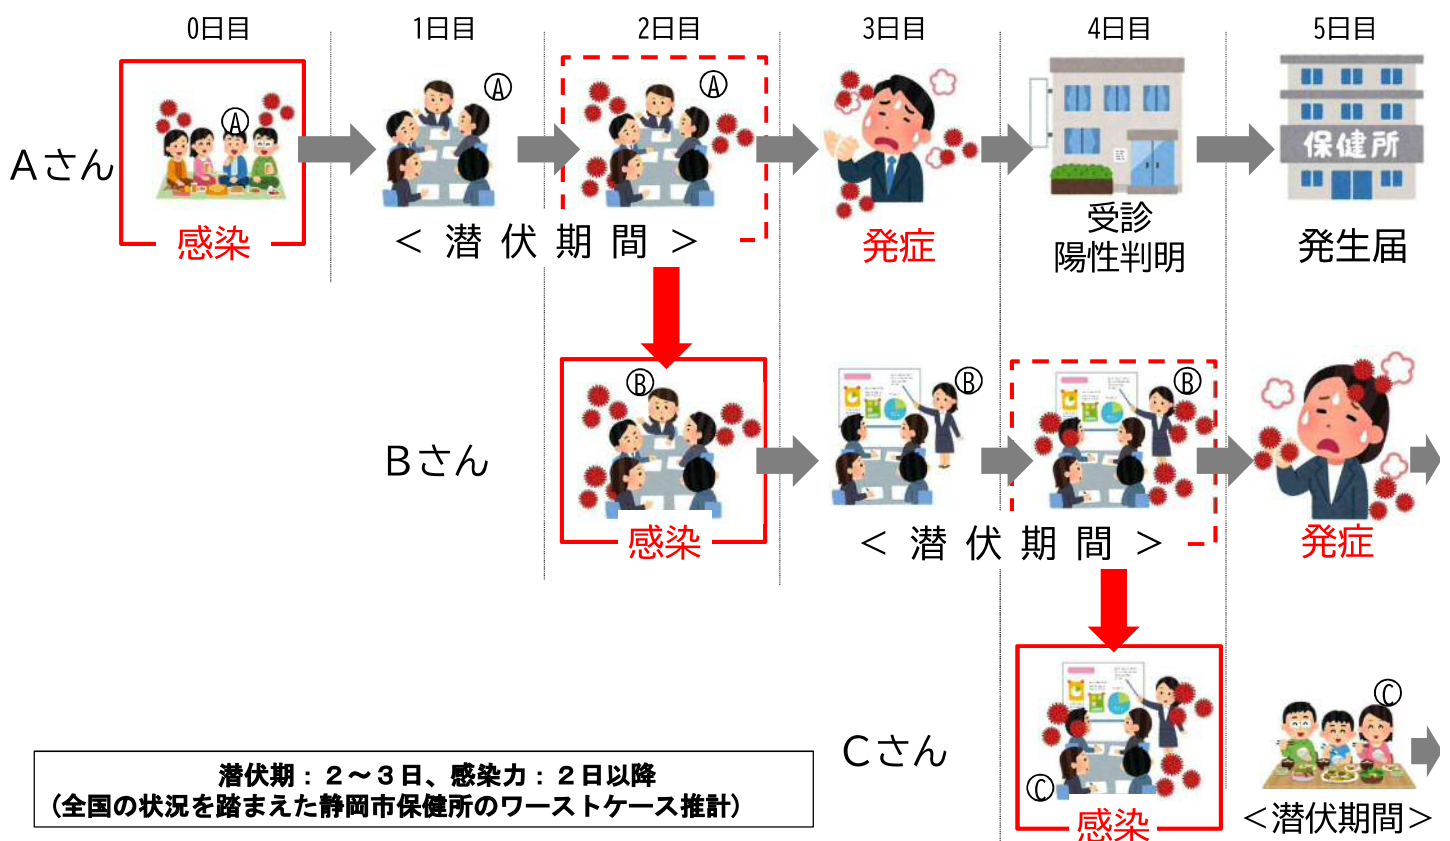 0日目 1日目 2日目 3日目 4日目 5日目
Aさん
Ⓐ
Ⓐ
Ⓐ
保健所
感染
＜潜伏期間＞
発症
受診
陽性判明
発生届
Bさん
Ⓑ
Ⓑ
Ⓑ
感染
＜潜伏期間＞
発症
Cさん
Ⓒ
Ⓒ
感染
＜潜伏期間＞
潜伏期：２～３日、感染力：２日以降
（全国の状況を踏まえた静岡市保健所のワーストケース推計）